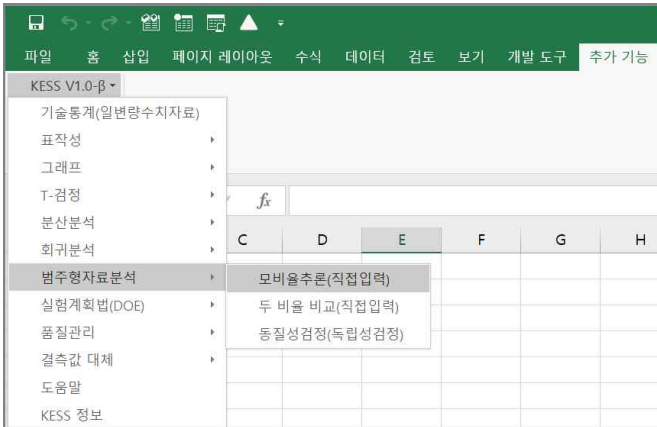 파일 홈 삽입 페이지 레이아웃 수식 데이터 검토 보기 개발 도구 추가 기능
KESS V1.0-β
기술통계(일변량수치자료)
표작성
그래프
T-검정
분산분석
회귀분석
범주형자료분석
실험계획법(DOE)
품질관리
결측값 대체
도움말
KESS 정보
모비율추론(직접입력)
두 비율 비교(직접입력)
동질성검정(독립성검정)
fx
C D E F G H